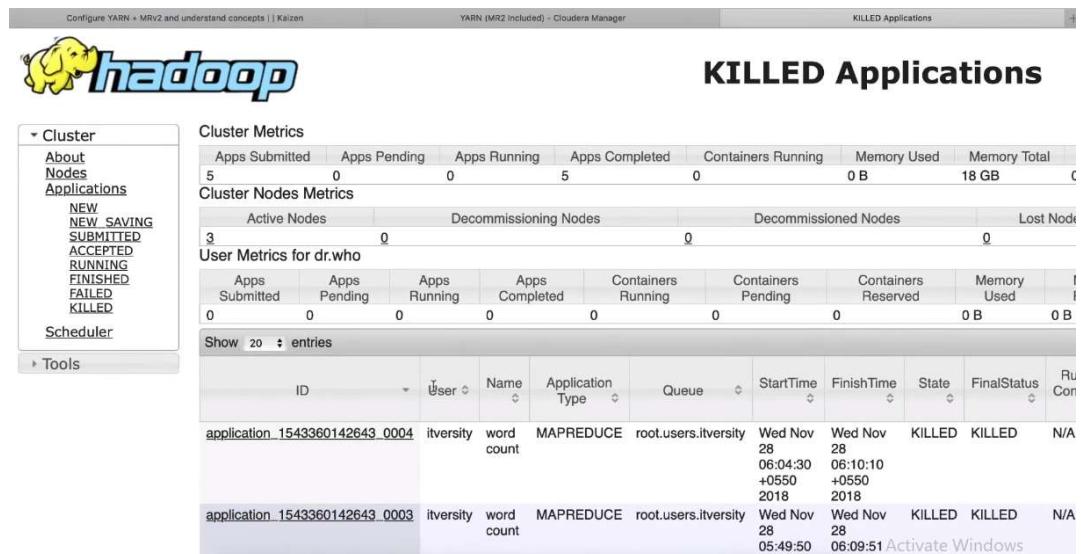 Configure YARN + MRv2 and understand concepts | | Kaizen YARN (MR2 Included) - Cloudera Manager KILLED Applications +
hadoop
KILLED Applications
Cluster
About
Nodes
Applications
NEW
NEW_SAVING
SUBMITTED
ACCEPTED
RUNNING
FINISHED
FAILED
KILLED
Scheduler
Tools
Cluster Metrics
Apps Submitted Apps Pending Apps Running Apps Completed Containers Running Memory Used Memory Total
5 0 0 5 0 0 B 18 GB
Cluster Nodes Metrics
Active Nodes Decommissioning Nodes Decommissioned Nodes Lost Node
3 0 0 0
User Metrics for dr.who
Apps Submitted Apps Pending Apps Running Apps Completed Containers Running Containers Pending Containers Reserved Memory Used
0 0 0 0 0 0 0 0 B 0 B
Show 20 entries
ID User Name Application Type Queue StartTime FinishTime State FinalStatus Ru Con
application_1543360142643_0004 itversity word MAPREDUCE root.users.itversity Wed Nov Wed Nov KILLED KILLED N/A
count 28 28
06:04:30 06:10:10
+0550 +0550
2018 2018
application_1543360142643_0003 itversity word MAPREDUCE root.users.itversity Wed Nov Wed Nov KILLED KILLED N/A
count 28 28
05:49:50 06:09:51 Activate Windows